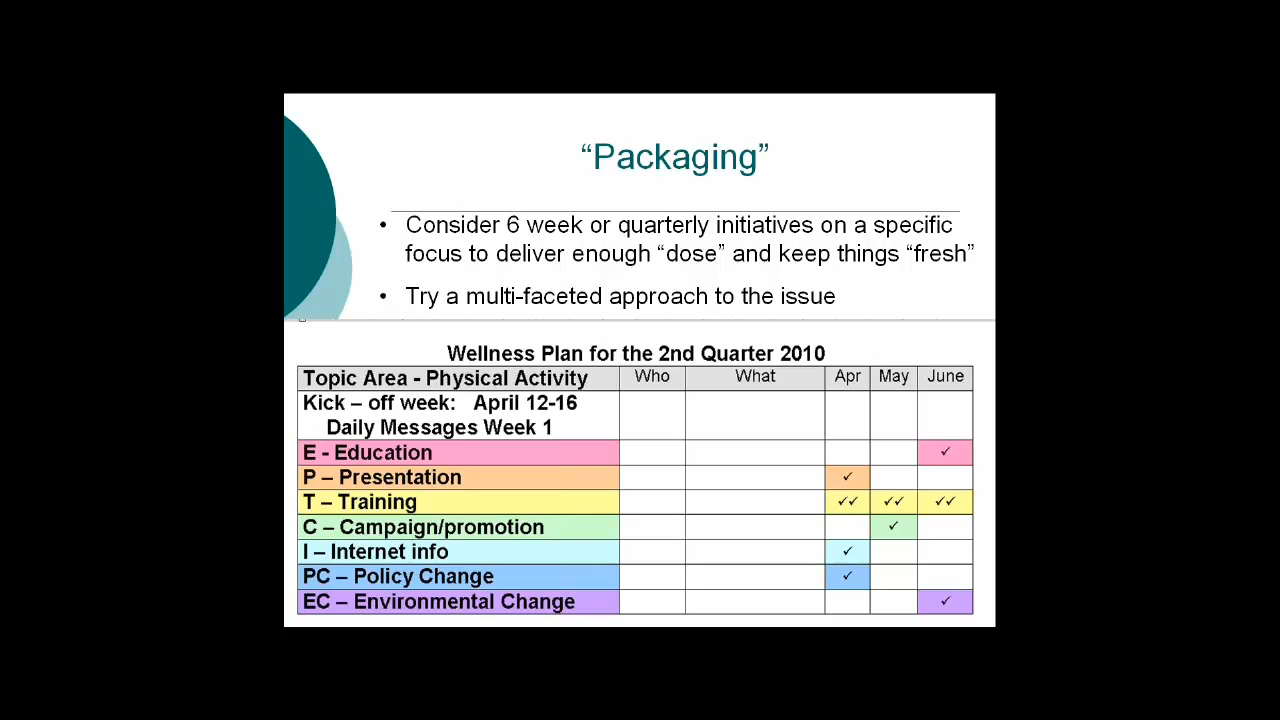 “Packaging”
• Consider 6 week or quarterly initiatives on a specific
focus to deliver enough “dose” and keep things “fresh”
• Try a multi-faceted approach to the issue
Wellness Plan for the 2nd Quarter 2010
Topic Area - Physical Activity Who What Apr May June
Kick – off week: April 12-16
Daily Messages Week 1
E - Education ✓
P – Presentation ✓
T – Training ✓✓ ✓✓ ✓✓
C – Campaign/promotion ✓
I – Internet info ✓
PC – Policy Change ✓
EC – Environmental Change ✓